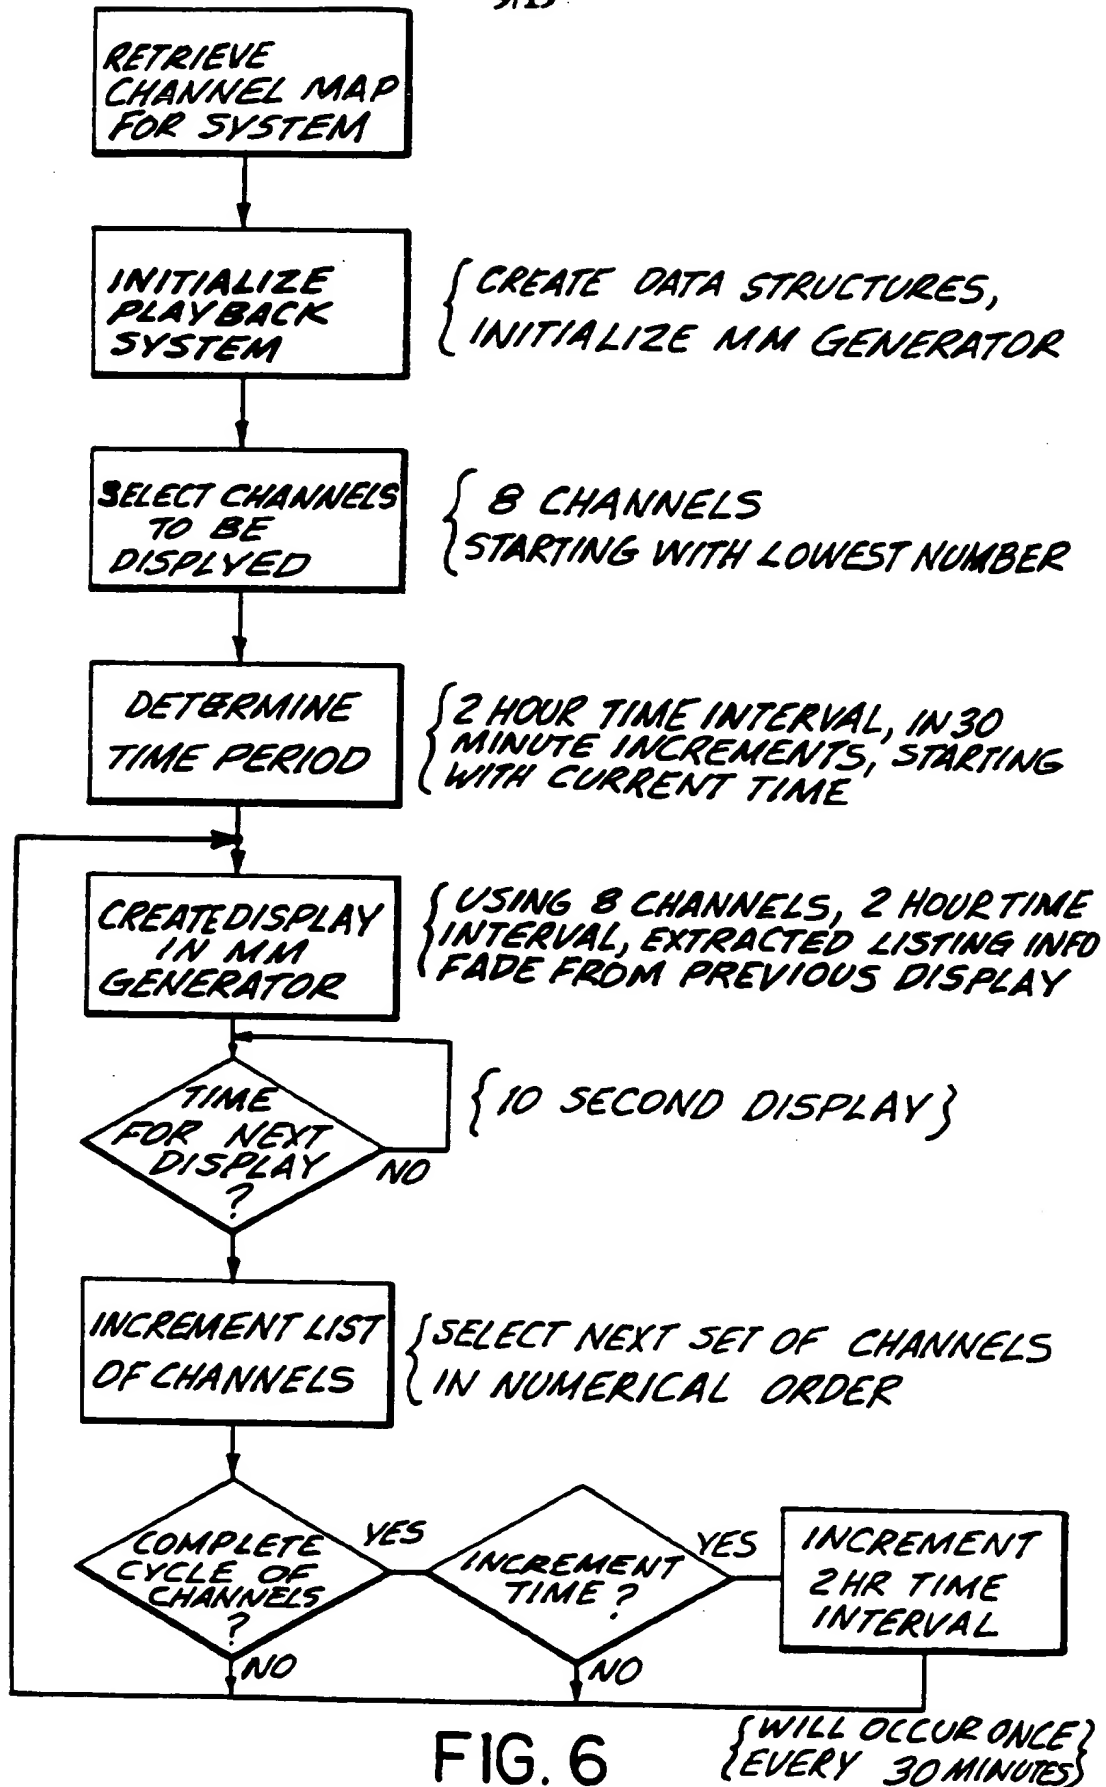 RETRIEVE
CHANNEL MAP
FOR SYSTEM
INITIALIZE
PLAYBACK
SYSTEM
{ CREATE DATA STRUCTURES,
INITIALIZE MM GENERATOR
SELECT CHANNELS
TO BE
DISPLYED
{ 8 CHANNELS
STARTING WITH LOWEST NUMBER
DETERMINE
TIME PERIOD
{ 2 HOUR TIME INTERVAL, IN 30
MINUTE INCREMENTS, STARTING
WITH CURRENT TIME
CREATE DISPLAY
IN MM
GENERATOR
{ USING 8 CHANNELS, 2 HOUR TIME
INTERVAL, EXTRACTED LISTING INFO
FADE FROM PREVIOUS DISPLAY
TIME
FOR NEXT
DISPLAY
?
NO
{ 10 SECOND DISPLAY }
INCREMENT LIST
OF CHANNELS
{ SELECT NEXT SET OF CHANNELS
IN NUMERICAL ORDER
COMPLETE
CYCLE OF
CHANNELS
?
YES
NO
INCREMENT
TIME ?
YES
NO
INCREMENT
2 HR TIME
INTERVAL
{ WILL OCCUR ONCE }
{ EVERY 30 MINUTES }
FIG. 6